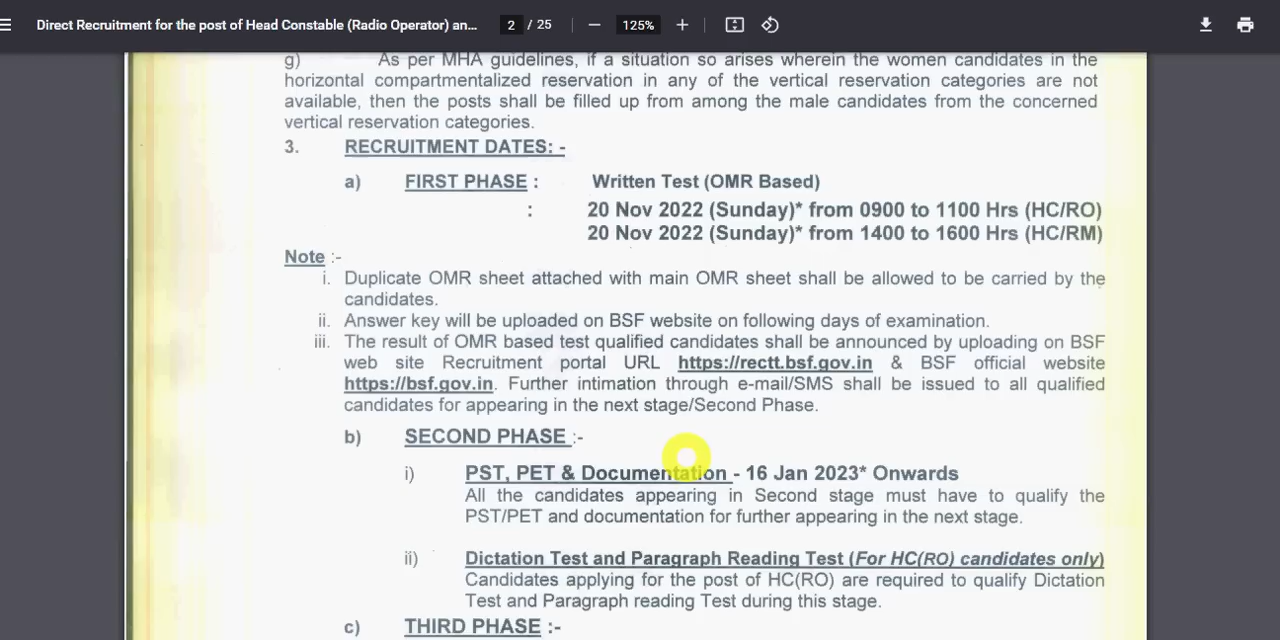 Direct Recruitment for the post of Head Constable (Radio Operator) an...
2 / 25
125%
g) As per MHA guidelines, if a situation so arises wherein the women candidates in the
horizontal compartmentalized reservation in any of the vertical reservation categories are not
available, then the posts shall be filled up from among the male candidates from the concerned
vertical reservation categories.
3. RECRUITMENT DATES: -
a) FIRST PHASE : Written Test (OMR Based)
: 20 Nov 2022 (Sunday)* from 0900 to 1100 Hrs (HC/RO)
20 Nov 2022 (Sunday)* from 1400 to 1600 Hrs (HC/RM)
Note :-
i. Duplicate OMR sheet attached with main OMR sheet shall be allowed to be carried by the
candidates.
ii. Answer key will be uploaded on BSF website on following days of examination.
iii. The result of OMR based test qualified candidates shall be announced by uploading on BSF
web site Recruitment portal URL https://rectt.bsf.gov.in & BSF official website
https://bsf.gov.in. Further intimation through e-mail/SMS shall be issued to all qualified
candidates for appearing in the next stage/Second Phase.
b) SECOND PHASE :-
i) PST, PET & Documentation - 16 Jan 2023* Onwards
All the candidates appearing in Second stage must have to qualify the
PST/PET and documentation for further appearing in the next stage.
ii) Dictation Test and Paragraph Reading Test (For HC(RO) candidates only)
Candidates applying for the post of HC(RO) are required to qualify Dictation
Test and Paragraph reading Test during this stage.
c) THIRD PHASE :-